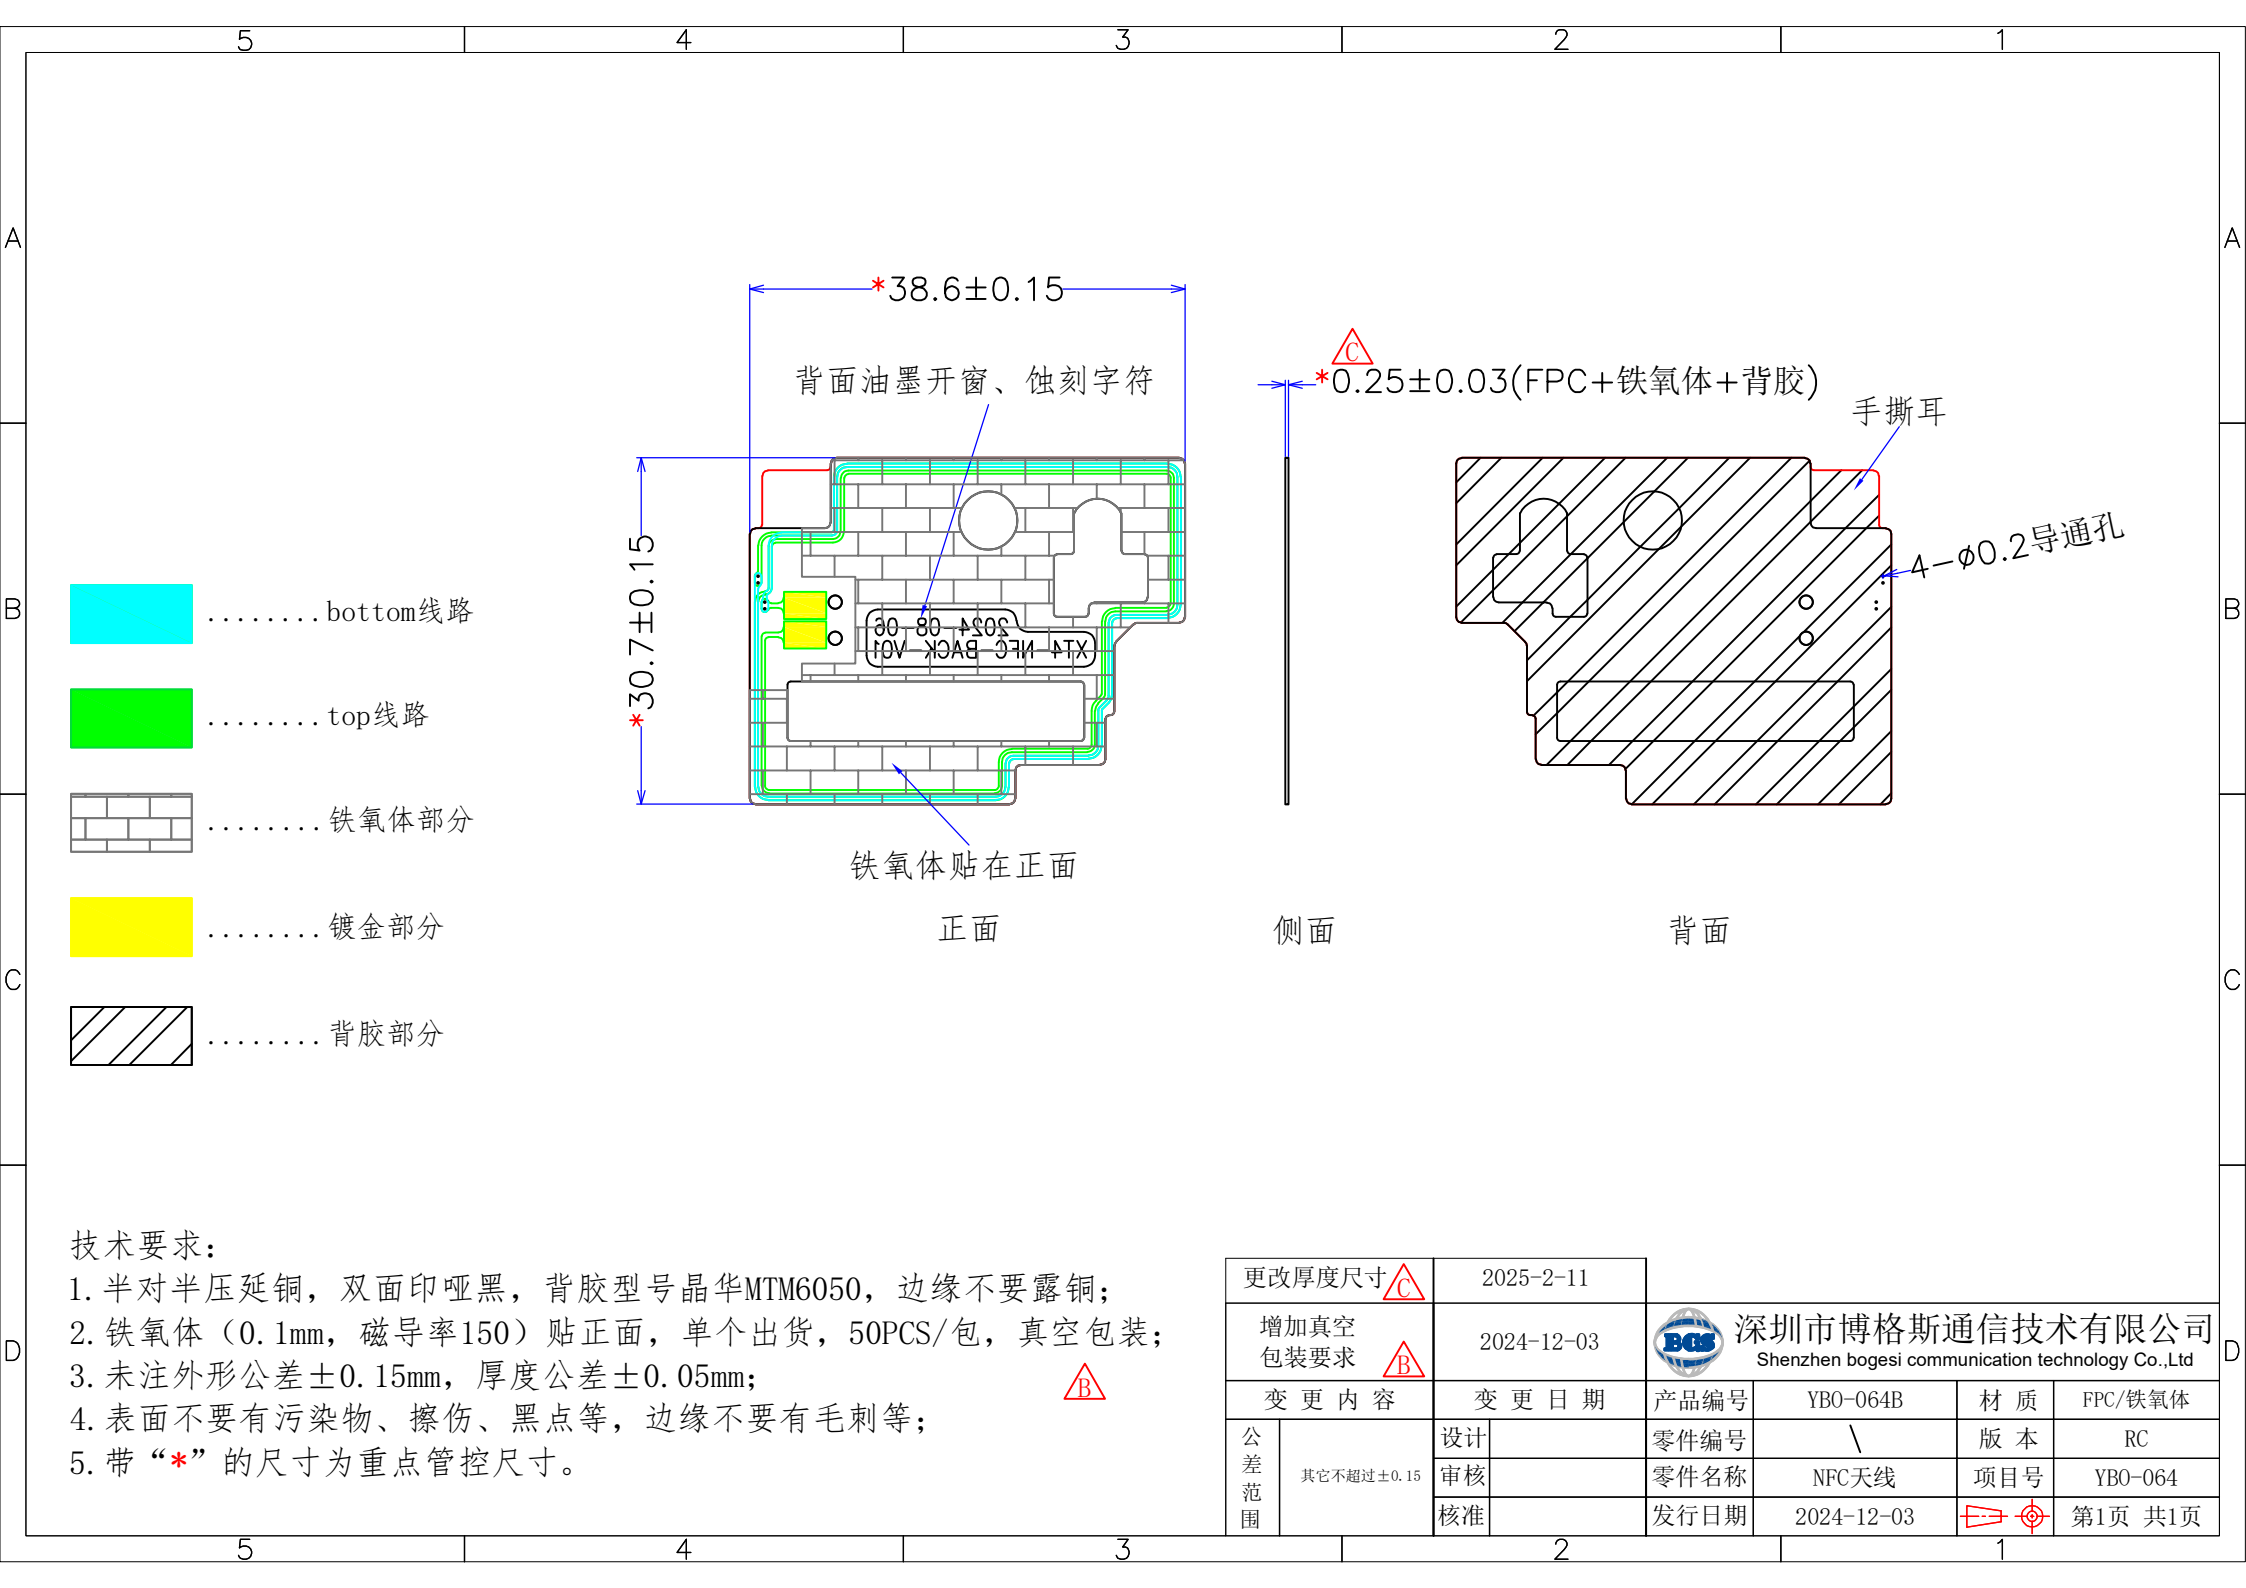 5 4 3 2 1
A A
*38.6±0.15
C
背面油墨开窗、蚀刻字符
*0.25±0.03(FPC+铁氧体+背胶)
手撕耳
*30.7±0.15
4-ø0.2导通孔
B B
........bottom线路
2024-08-06
XT4-NFC-BACK-V01
........top线路
........铁氧体部分
铁氧体贴在正面
........镀金部分
正面 侧面 背面
C C
........背胶部分
技术要求：
1.半对半压延铜，双面印哑黑，背胶型号晶华MTM6050，边缘不要露铜；
2.铁氧体（0.1mm，磁导率150）贴正面，单个出货，50PCS/包，真空包装；
3.未注外形公差±0.15mm，厚度公差±0.05mm；
B
4.表面不要有污染物、擦伤、黑点等，边缘不要有毛刺等；
5.带“*”的尺寸为重点管控尺寸。
D D
更改厚度尺寸 C 2025-2-11
增加真空
包装要求 B 2024-12-03
BGS 深圳市博格斯通信技术有限公司
Shenzhen bogesi communication technology Co.,Ltd
变更内容 变更日期 产品编号 YBO-064B 材质 FPC/铁氧体
公差范围 其它不超过±0.15
设计 零件编号 \ 版本 RC
审核 零件名称 NFC天线 项目号 YBO-064
核准 发行日期 2024-12-03 第1页 共1页
5 4 3 2 1